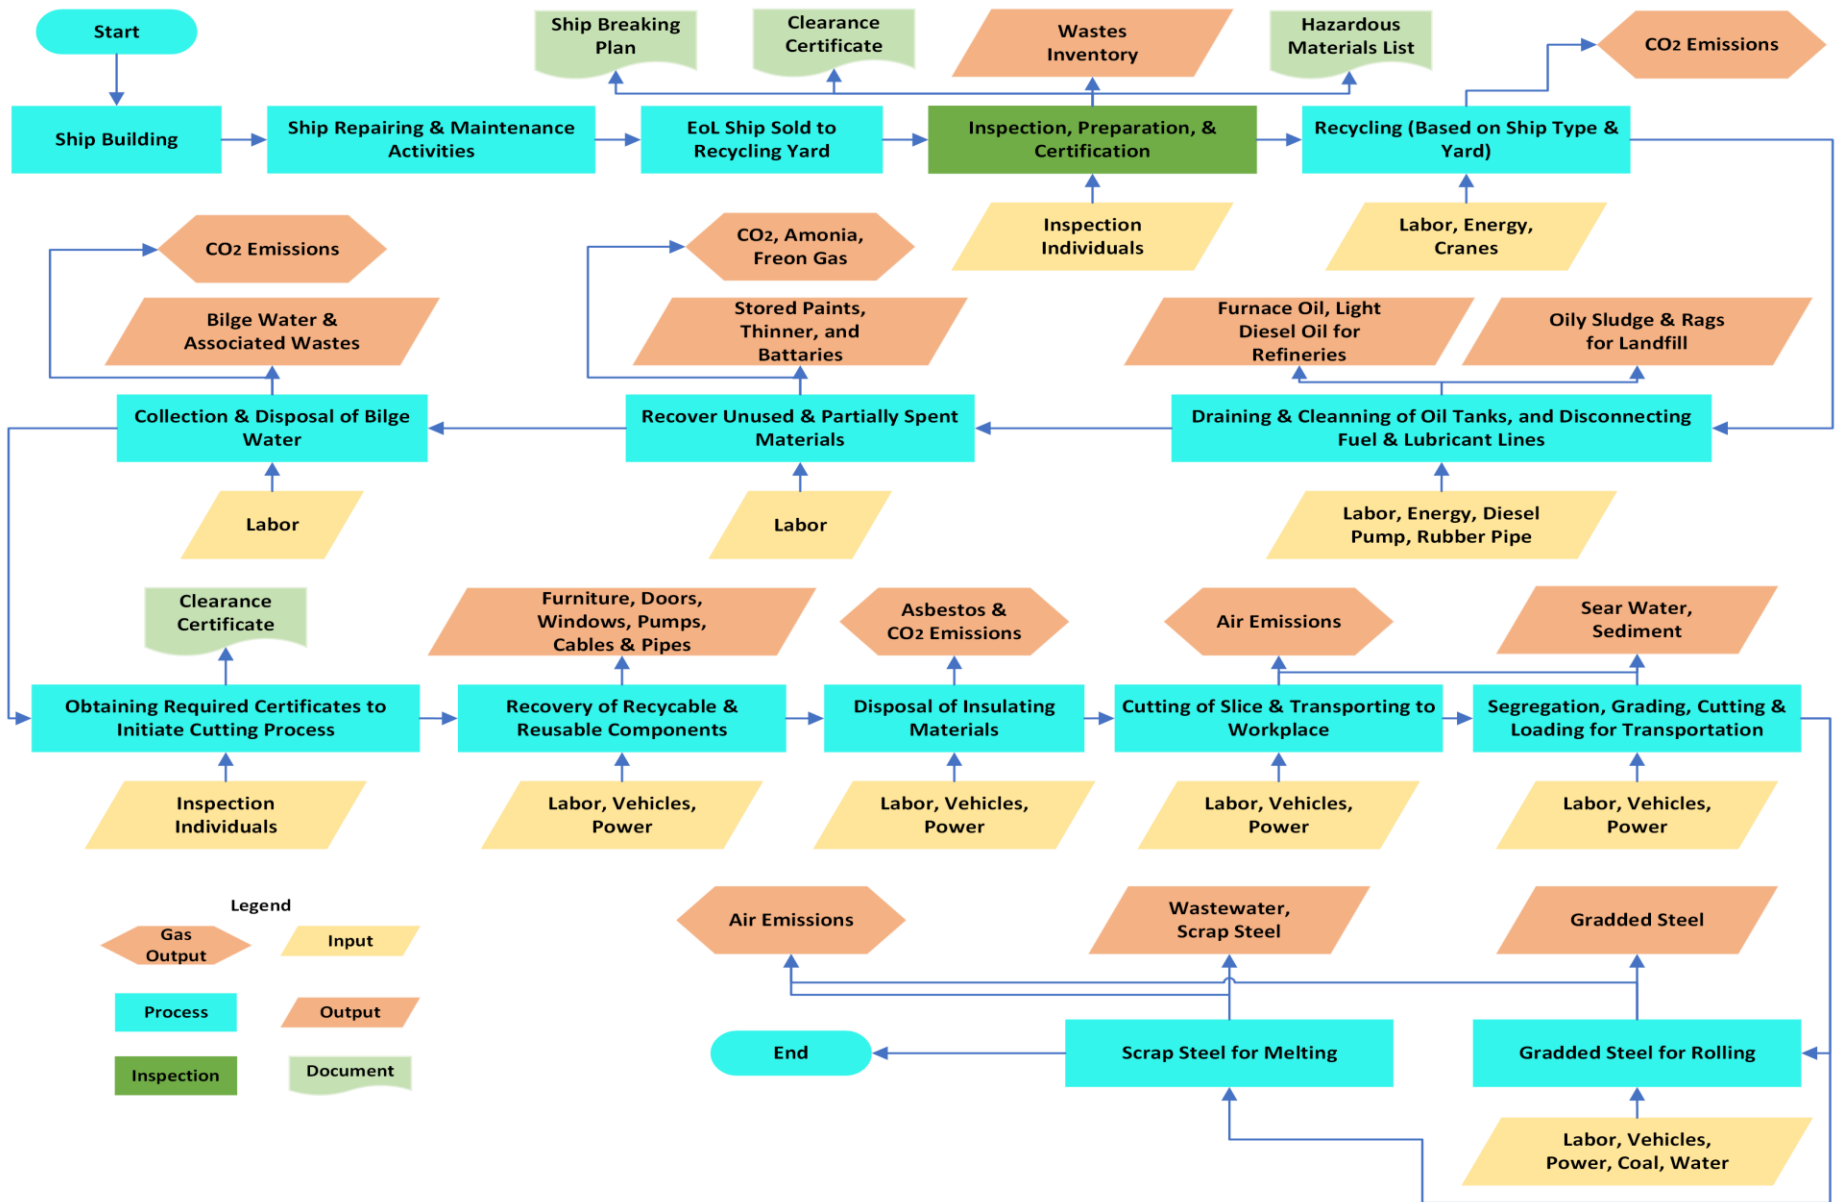 Start
Ship Breaking
Plan
Clearance
Certificate
Wastes
Inventory
Hazardous
Materials List
CO2 Emissions
Ship Building
Ship Repairing & Maintenance
Activities
EoL Ship Sold to
Recycling Yard
Inspection, Preparation, &
Certification
Recycling (Based on Ship Type &
Yard)
CO2 Emissions
CO2, Amonia,
Freon Gas
Inspection
Individuals
Labor, Energy,
Cranes
Bilge Water &
Associated Wastes
Stored Paints,
Thinner, and
Battaries
Furnace Oil, Light
Diesel Oil for
Refineries
Oily Sludge & Rags
for Landfill
Collection & Disposal of Bilge
Water
Recover Unused & Partially Spent
Materials
Draining & Cleanning of Oil Tanks, and Disconnecting
Fuel & Lubricant Lines
Labor
Labor
Labor, Energy, Diesel
Pump, Rubber Pipe
Clearance
Certificate
Furniture, Doors,
Windows, Pumps,
Cables & Pipes
Asbestos &
CO2 Emissions
Air Emissions
Sear Water,
Sediment
Obtaining Required Certificates to
Initiate Cutting Process
Recovery of Recycable &
Reusable Components
Disposal of Insulating
Materials
Cutting of Slice & Transporting to
Workplace
Segregation, Grading, Cutting &
Loading for Transportation
Inspection
Individuals
Labor, Vehicles,
Power
Labor, Vehicles,
Power
Labor, Vehicles,
Power
Labor, Vehicles,
Power
Legend
Gas
Output
Input
Process
Output
Inspection
Document
Air Emissions
Wastewater,
Scrap Steel
Gradded Steel
End
Scrap Steel for Melting
Gradded Steel for Rolling
Labor, Vehicles,
Power, Coal, Water